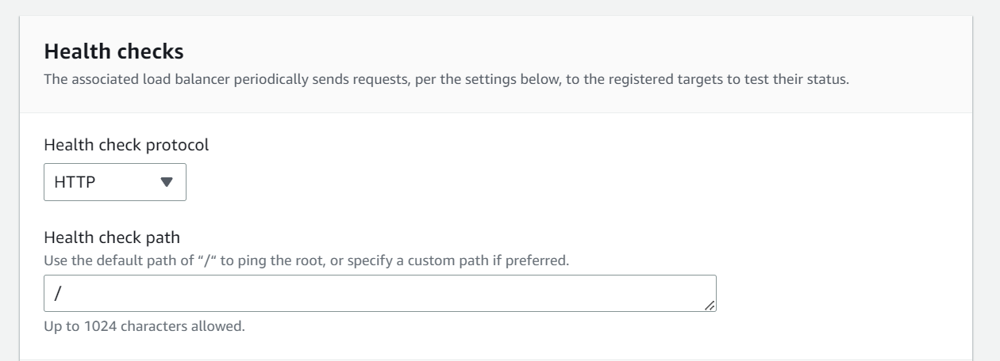 Health checks
The associated load balancer periodically sends requests, per the settings below, to the registered targets to test their status.
Health check protocol
HTTP
Health check path
Use the default path of “/“ to ping the root, or specify a custom path if preferred.
/
Up to 1024 characters allowed.